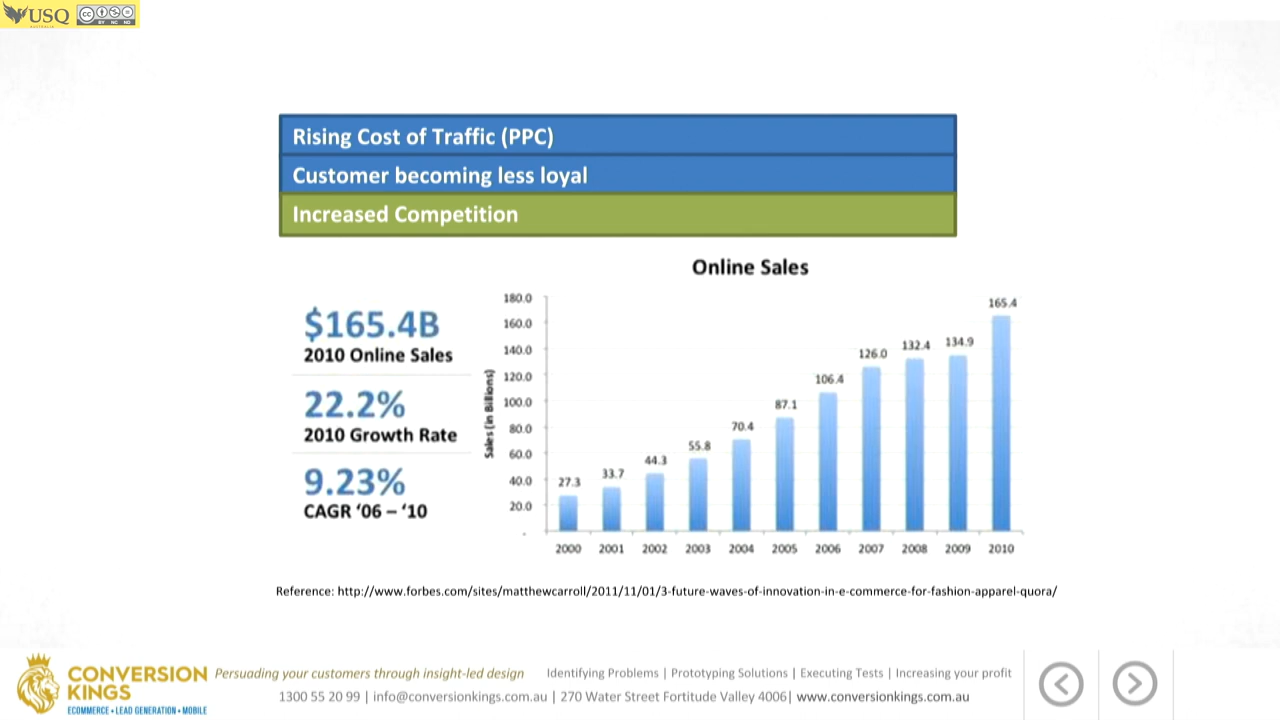 USQ
AUSTRALIA
cc BY NC ND
Rising Cost of Traffic (PPC)
Customer becoming less loyal
Increased Competition
Online Sales
$165.4B
2010 Online Sales
22.2%
2010 Growth Rate
9.23%
CAGR ‘06 – ‘10
Sales (in Billions)
180.0
160.0
140.0
120.0
100.0
80.0
60.0
40.0
20.0
-
27.3
33.7
44.3
55.8
70.4
87.1
106.4
126.0
132.4
134.9
165.4
2000 2001 2002 2003 2004 2005 2006 2007 2008 2009 2010
Reference: http://www.forbes.com/sites/matthewcarroll/2011/11/01/3-future-waves-of-innovation-in-e-commerce-for-fashion-apparel-quora/
CONVERSION
KINGS
ECOMMERCE • LEAD GENERATION • MOBILE
Persuading your customers through insight-led design Identifying Problems | Prototyping Solutions | Executing Tests | Increasing your profit
1300 55 20 99 | info@conversionkings.com.au | 270 Water Street Fortitude Valley 4006| www.conversionkings.com.au